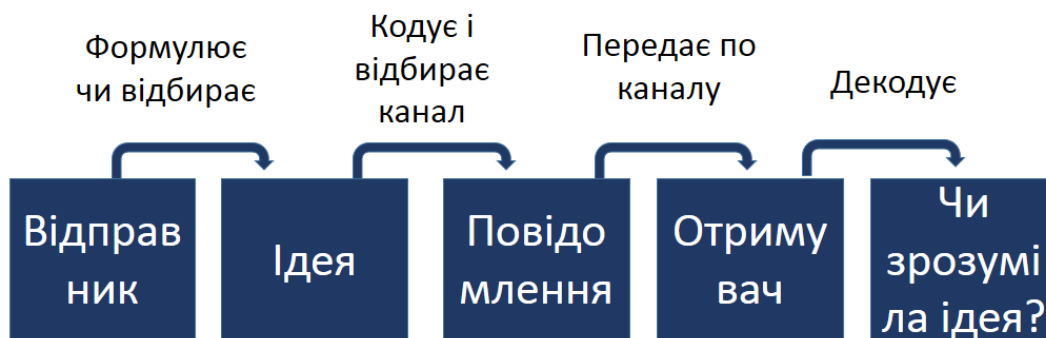 Формулює
чи відбирає
Кодує і
відбирає
канал
Передає по
каналу
Декодує
Відправ
ник
Ідея
Повідо
млення
Отриму
вач
Чи
зрозумі
ла ідея?